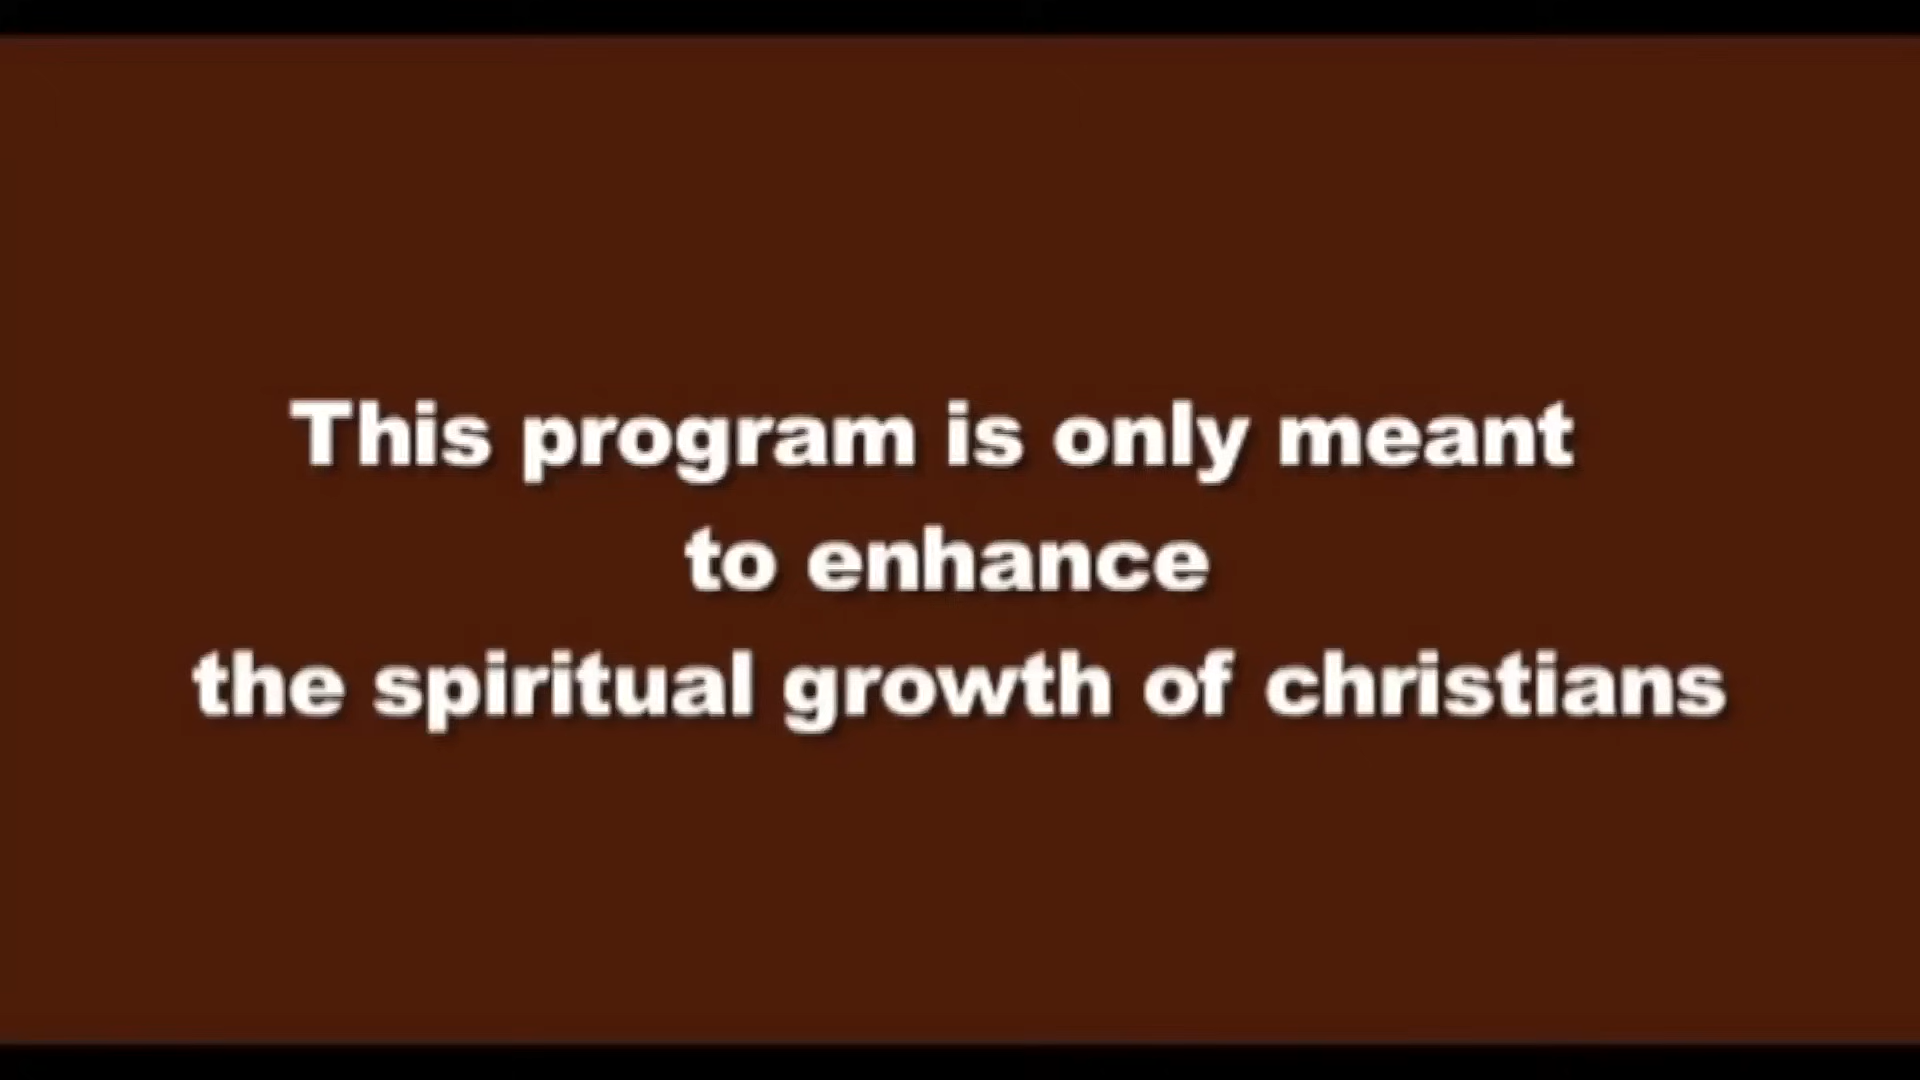 This program is only meant
to enhance
the spiritual growth of christians